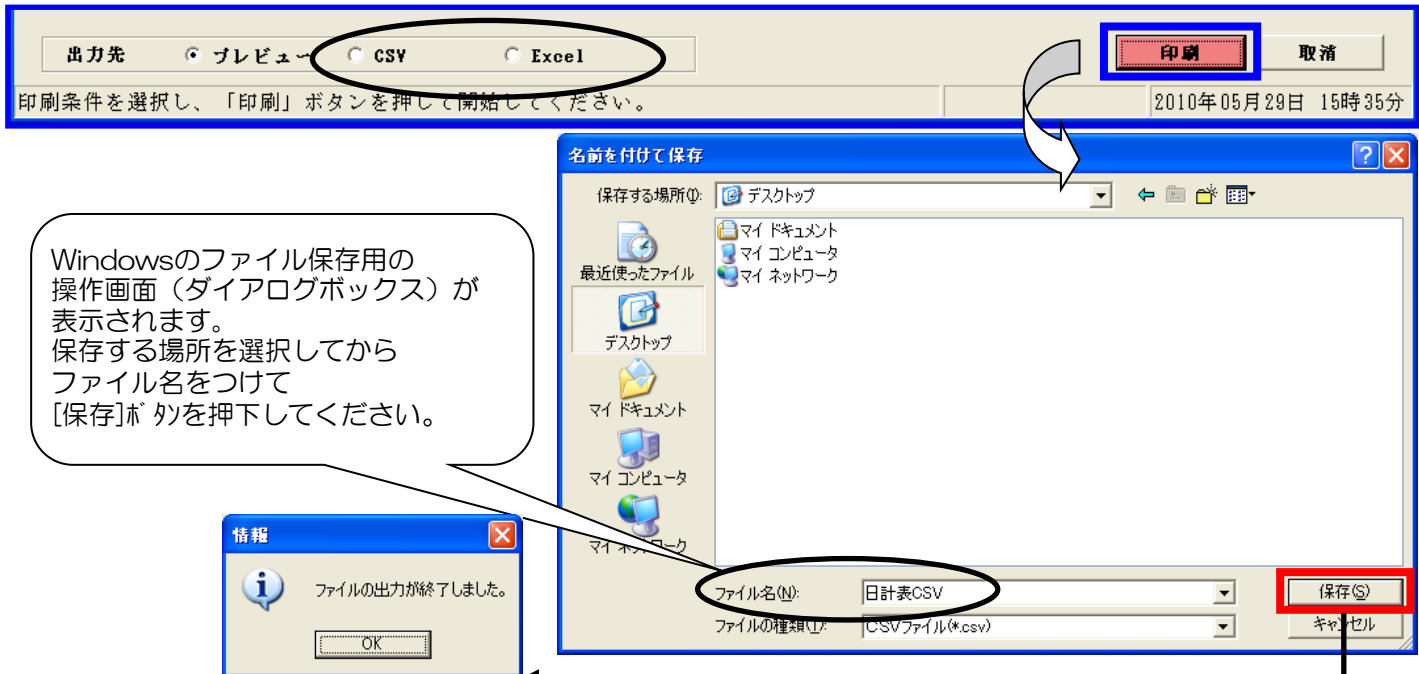 出力先 プレビュー CSV Excel 印刷 取消
印刷条件を選択し、「印刷」ボタンを押して開始してください。 2010年05月29日 15時35分
名前を付けて保存
保存する場所(I): デスクトップ
最近使ったファイル
デスクトップ
マイ ドキュメント
マイ コンピュータ
マイ ネットワーク
マイ ドキュメント
マイ コンピュータ
マイ ネットワーク
ファイル名(N): 日計表CSV 保存(S)
ファイルの種類(T): CSVファイル(*.csv) キャンセル
Windowsのファイル保存用の
操作画面（ダイアログボックス）が
表示されます。
保存する場所を選択してから
ファイル名をつけて
[保存]ﾎﾞﾀﾝを押下してください。
情報
ファイルの出力が終了しました。
OK